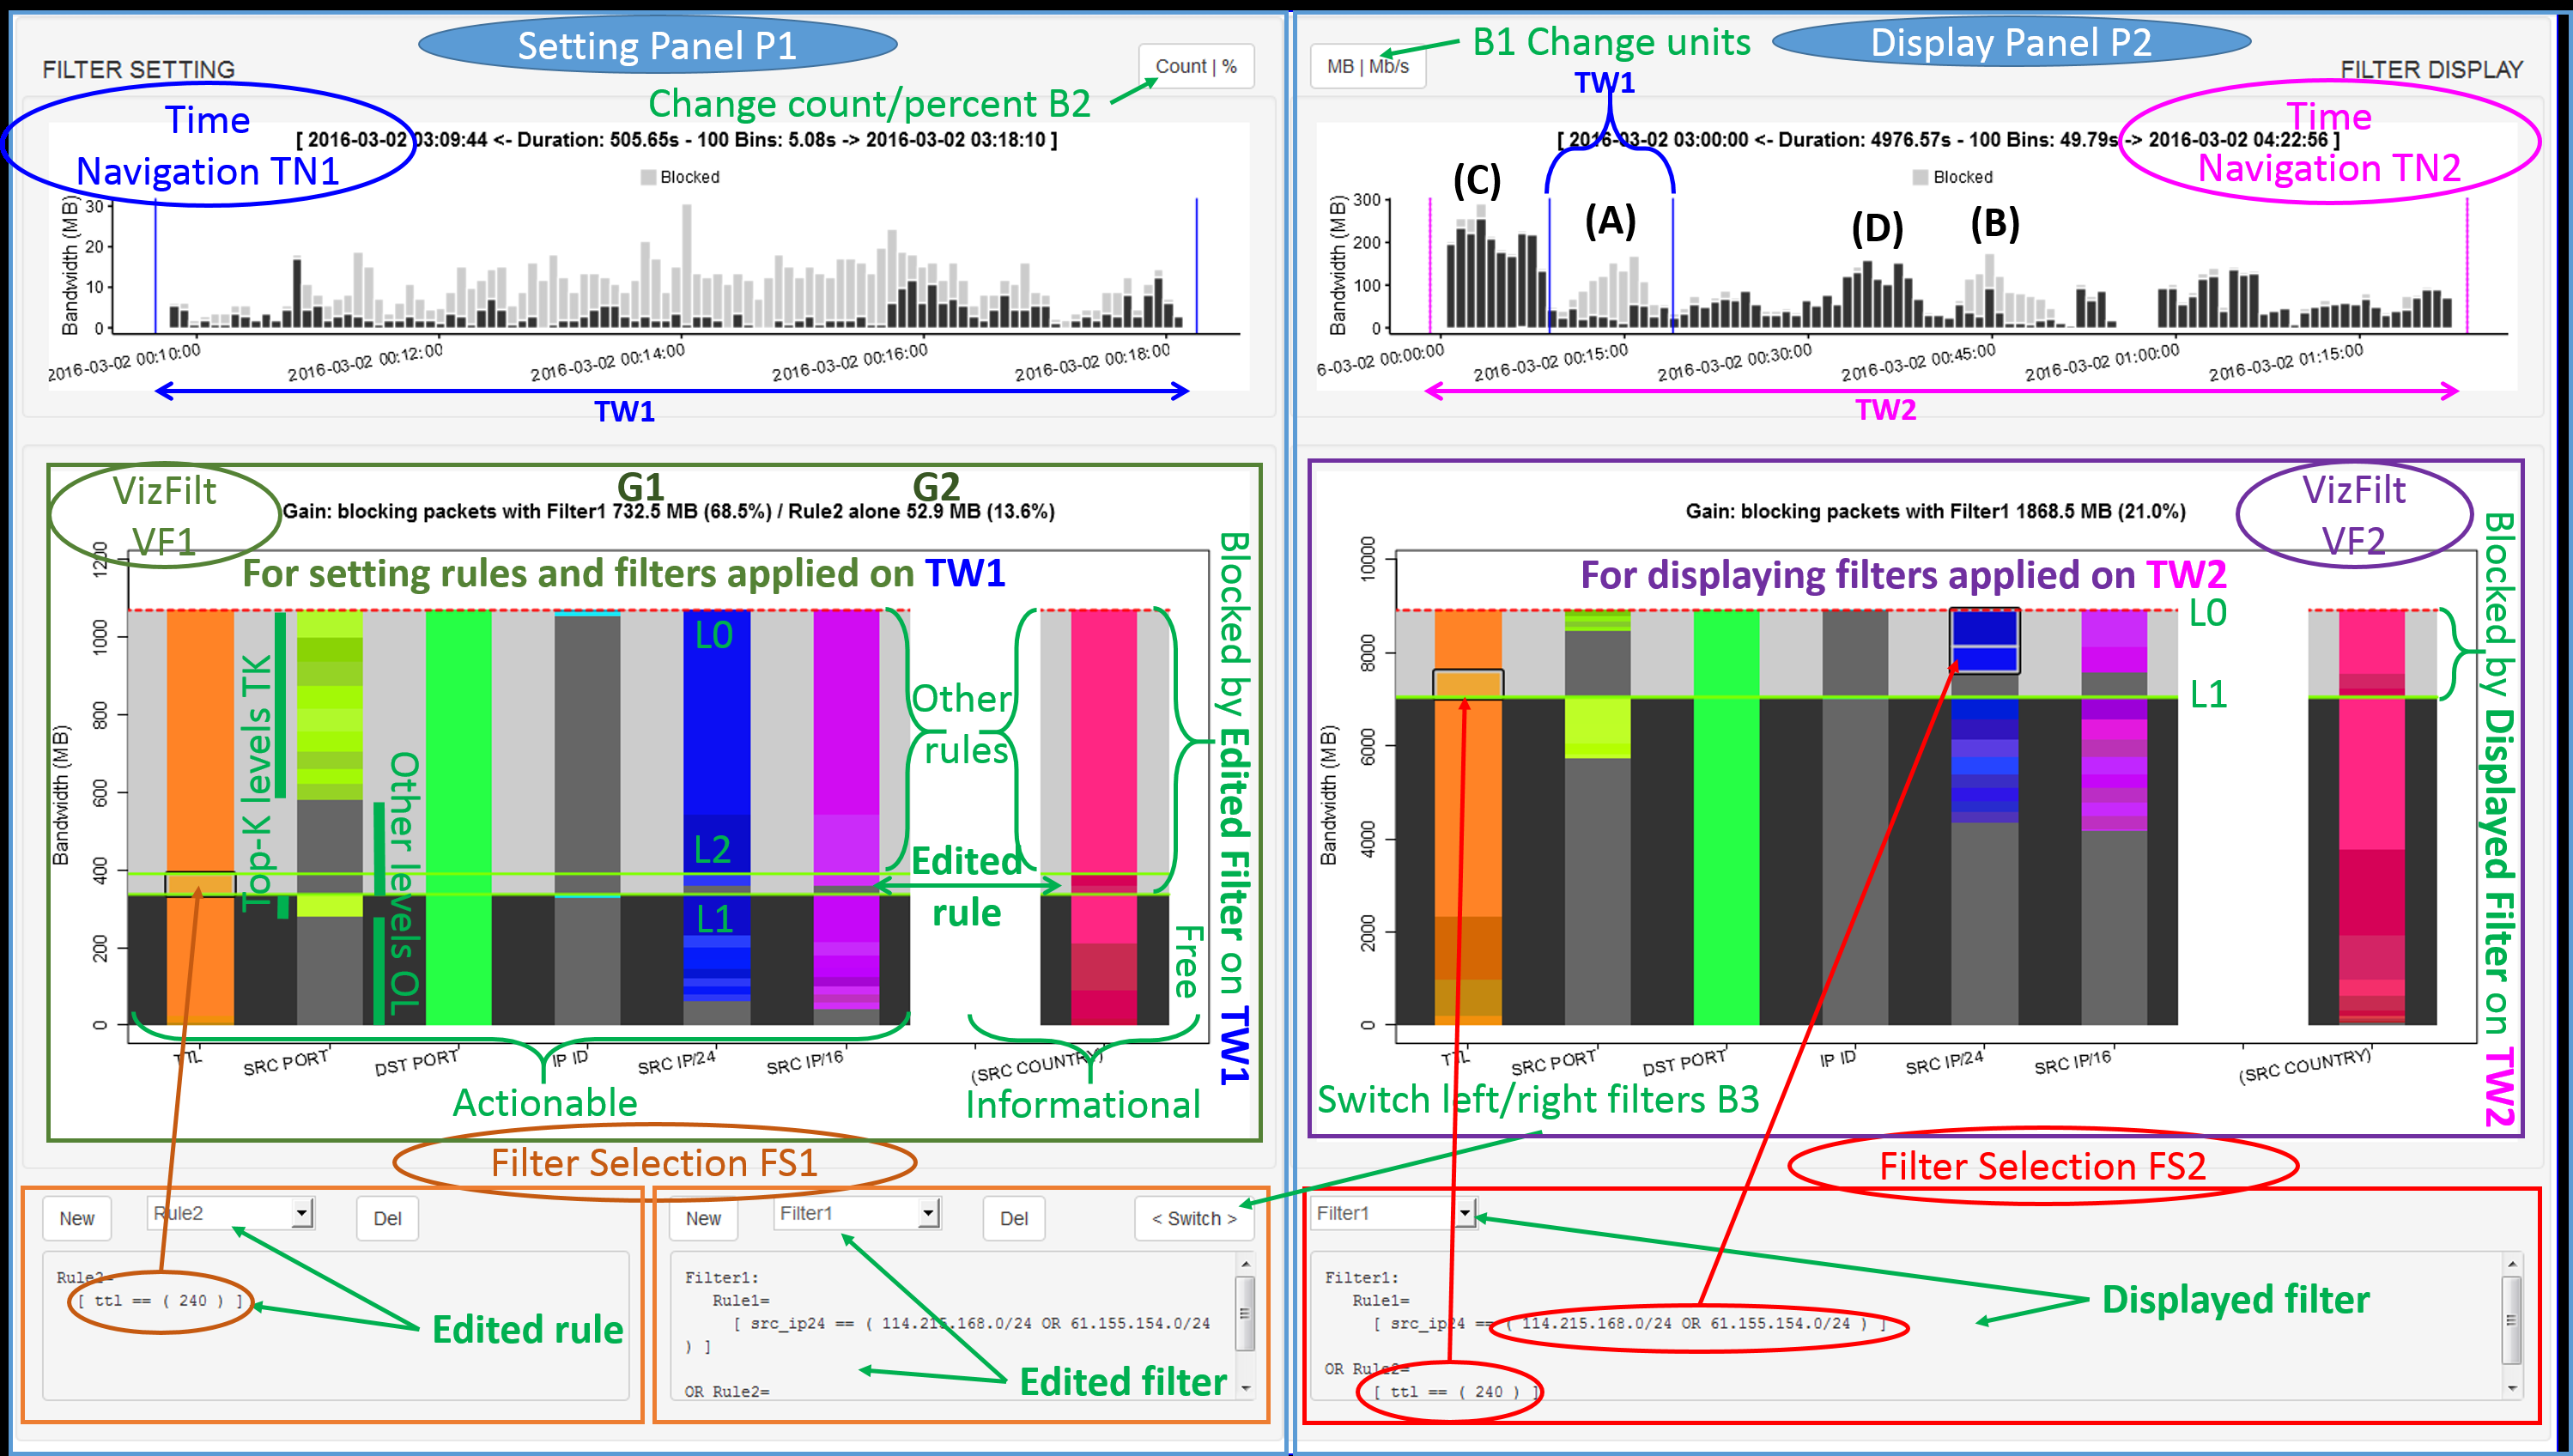 Setting Panel P1
FILTER SETTING
Count | %
Change count/percent B2
Time
Navigation TN1
[ 2016-03-02 03:09:44 <- Duration: 505.65s - 100 Bins: 5.08s -> 2016-03-02 03:18:10 ]
Blocked
Bandwidth (MB)
30
20
10
0
2016-03-02 00:10:00
2016-03-02 00:12:00
2016-03-02 00:14:00
2016-03-02 00:16:00
2016-03-02 00:18:00
TW1
VizFilt
VF1
G1
G2
Gain: blocking packets with Filter1 732.5 MB (68.5%) / Rule2 alone 52.9 MB (13.6%)
For setting rules and filters applied on TW1
Bandwidth (MB)
1200
1000
800
600
400
200
0
Top-K levels TK
Other levels OL
L0
L2
L1
Other
rules
Edited
rule
Free
Blocked by Edited Filter on TW1
TTL
SRC PORT
DST PORT
IP ID
SRC IP/24
SRC IP/16
(SRC COUNTRY)
Actionable
Informational
Filter Selection FS1
New
Rule2
Del
Rule2=
[ ttl == ( 240 ) ]
Edited rule
New
Filter1
Del
< Switch >
Filter1:
Rule1=
[ src_ip24 == ( 114.215.168.0/24 OR 61.155.154.0/24
) ]
OR Rule2=
Edited filter
MB | Mb/s
B1 Change units
Display Panel P2
FILTER DISPLAY
TW1
Time
Navigation TN2
[ 2016-03-02 03:00:00 <- Duration: 4976.57s - 100 Bins: 49.79s -> 2016-03-02 04:22:56 ]
Blocked
(C)
(A)
(D)
(B)
Bandwidth (MB)
300
200
100
0
6-03-02 00:00:00
2016-03-02 00:15:00
2016-03-02 00:30:00
2016-03-02 00:45:00
2016-03-02 01:00:00
2016-03-02 01:15:00
TW2
VizFilt
VF2
Gain: blocking packets with Filter1 1868.5 MB (21.0%)
For displaying filters applied on TW2
Bandwidth (MB)
10000
8000
6000
4000
2000
0
L0
L1
Blocked by Displayed Filter on TW2
TTL
SRC PORT
DST PORT
IP ID
SRC IP/24
SRC IP/16
(SRC COUNTRY)
Switch left/right filters B3
Filter Selection FS2
Filter1
Filter1:
Rule1=
[ src_ip24 == ( 114.215.168.0/24 OR 61.155.154.0/24 ) ]
OR Rule2=
[ ttl == ( 240 ) ]
Displayed filter